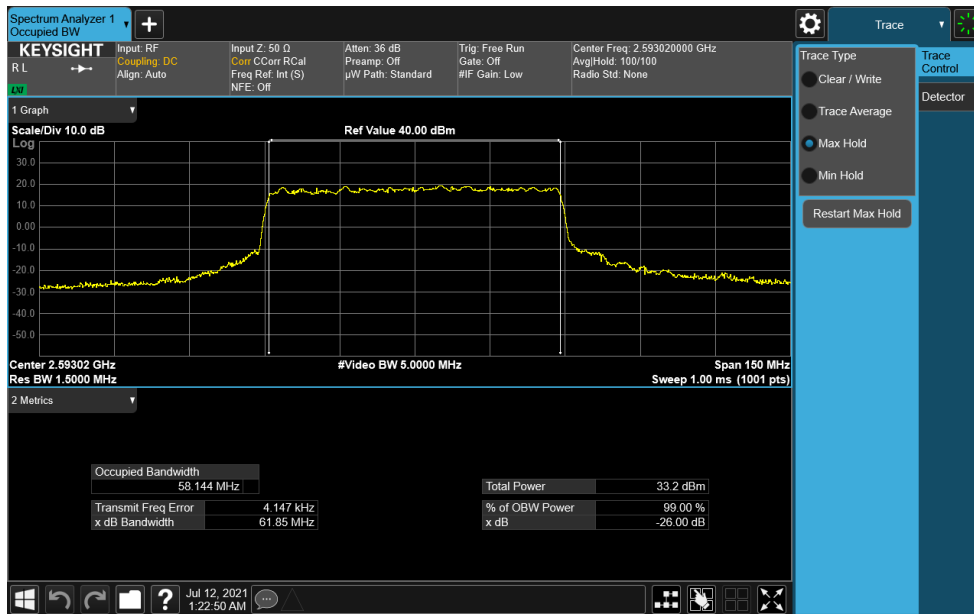 Spectrum Analyzer 1
Occupied BW
+
Trace
KEYSIGHT
R L
LXI
Input: RF
Coupling: DC
Align: Auto
Input Z: 50 Ω
Corr CCorr RCal
Freq Ref: Int (S)
NFE: Off
Atten: 36 dB
Preamp: Off
µW Path: Standard
Trig: Free Run
Gate: Off
#IF Gain: Low
Center Freq: 2.593020000 GHz
Avg|Hold: 100/100
Radio Std: None
Trace Type
Clear / Write
Trace Average
Max Hold
Min Hold
Restart Max Hold
Trace
Control
Detector
1 Graph
Scale/Div 10.0 dB
Ref Value 40.00 dBm
Log
30.0
20.0
10.0
0.00
-10.0
-20.0
-30.0
-40.0
-50.0
Center 2.59302 GHz
#Video BW 5.0000 MHz
Span 150 MHz
Res BW 1.5000 MHz
Sweep 1.00 ms (1001 pts)
2 Metrics
Occupied Bandwidth
58.144 MHz
Total Power 33.2 dBm
Transmit Freq Error 4.147 kHz
% of OBW Power 99.00 %
x dB Bandwidth 61.85 MHz
x dB -26.00 dB
?
Jul 12, 2021
1:22:50 AM